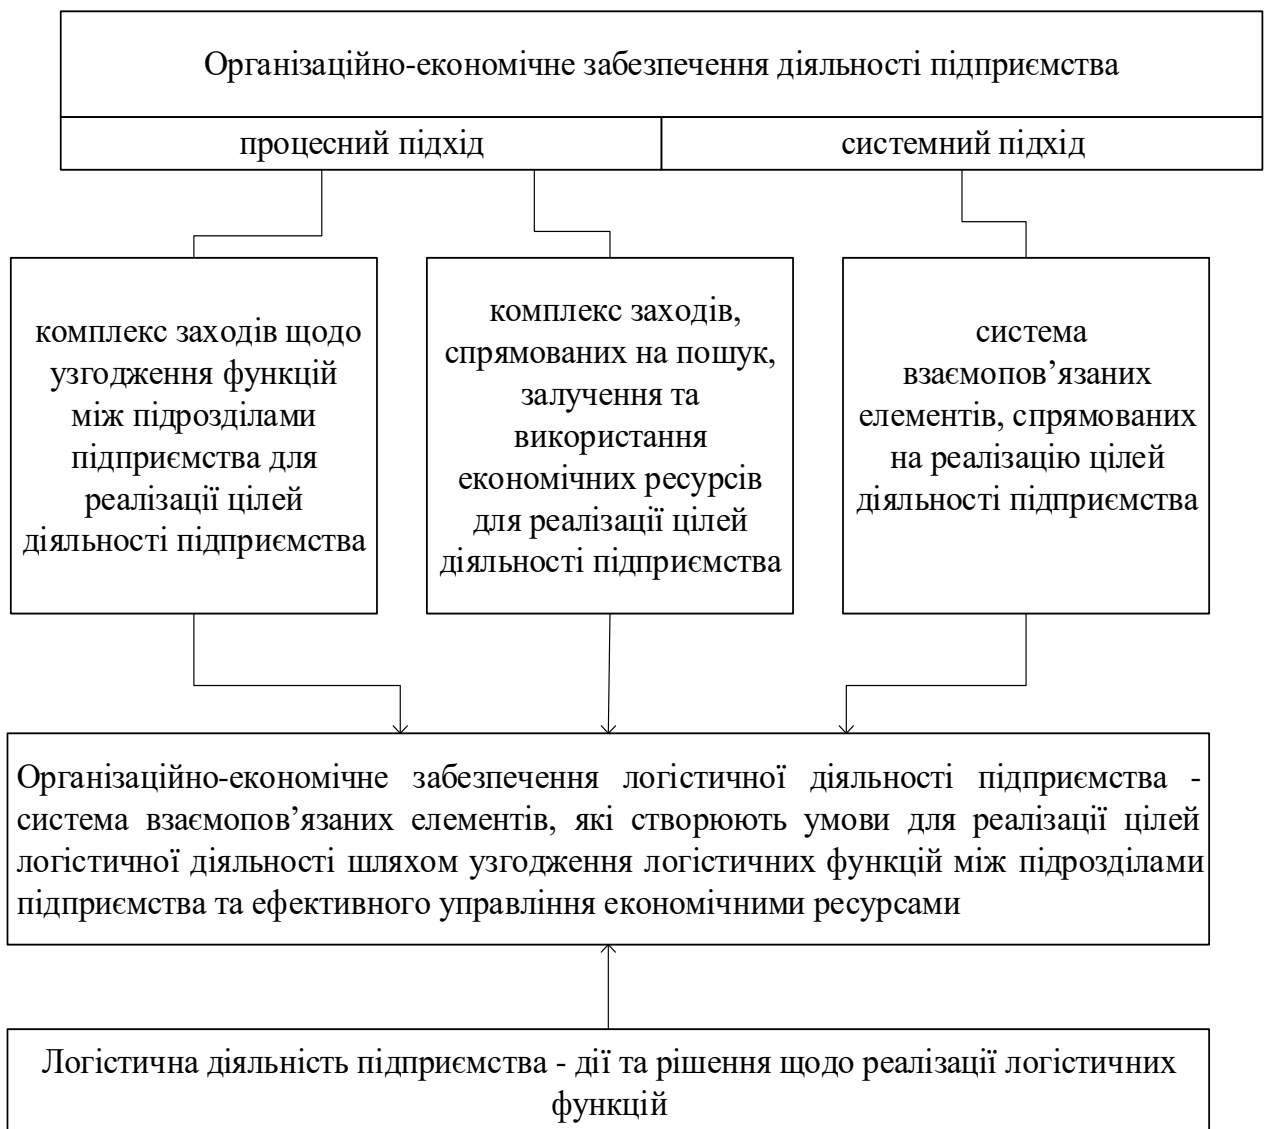 Організаційно-економічне забезпечення діяльності підприємства
процесний підхід
системний підхід
комплекс заходів щодо
узгодження функцій
між підрозділами
підприємства для
реалізації цілей
діяльності підприємства
комплекс заходів,
спрямованих на пошук,
залучення та
використання
економічних ресурсів
для реалізації цілей
діяльності підприємства
система
взаємопов’язаних
елементів, спрямованих
на реалізацію цілей
діяльності підприємства
Організаційно-економічне забезпечення логістичної діяльності підприємства -
система взаємопов’язаних елементів, які створюють умови для реалізації цілей
логістичної діяльності шляхом узгодження логістичних функцій між підрозділами
підприємства та ефективного управління економічними ресурсами
Логістична діяльність підприємства - дії та рішення щодо реалізації логістичних
функцій